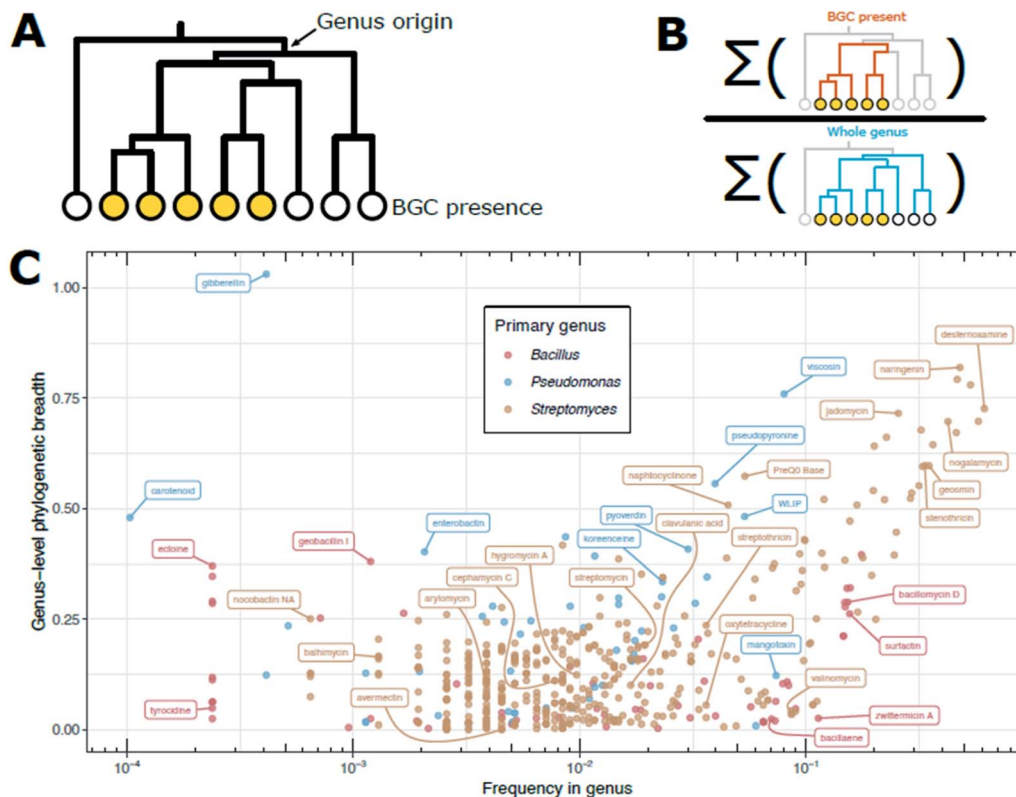 A
Genus origin
BGC presence
B
BGC present
Σ( )
Whole genus
Σ( )
C
Genus-level phylogenetic breadth
1.00
0.75
0.50
0.25
0.00
10⁻⁴
10⁻³
10⁻²
10⁻¹
Frequency in genus
Primary genus
Bacillus
Pseudomonas
Streptomyces
gibberellin
desferrioxamine
viscosin
naringenin
jadomycin
pseudopyronine
nogalamycin
naphtocyclinone
PreQ0 Base
geosmin
carotenoid
WLIP
stenothricin
enterobactin
pyoverdin
clavulanic acid
ectoine
geobacillin I
koreenceine
streptothricin
hygromycin A
cephamycin C
streptomycin
nocobactin NA
arylomycin
bacillomycin D
oxytetracycline
surfactin
balhimycin
mangotoxin
avermectin
valinomycin
tyrocidine
zwittermicin A
bacillaene